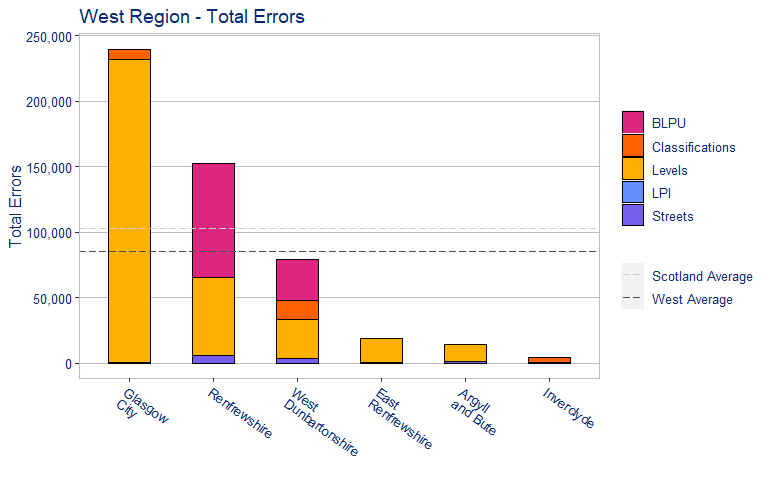 West Region - Total Errors
Total Errors
250,000
200,000
150,000
100,000
50,000
0
Glasgow
City
Renfrewshire
West
Dunbartonshire
East
Renfrewshire
Argyll
and Bute
Inverclyde
BLPU
Classifications
Levels
LPI
Streets
Scotland Average
West Average